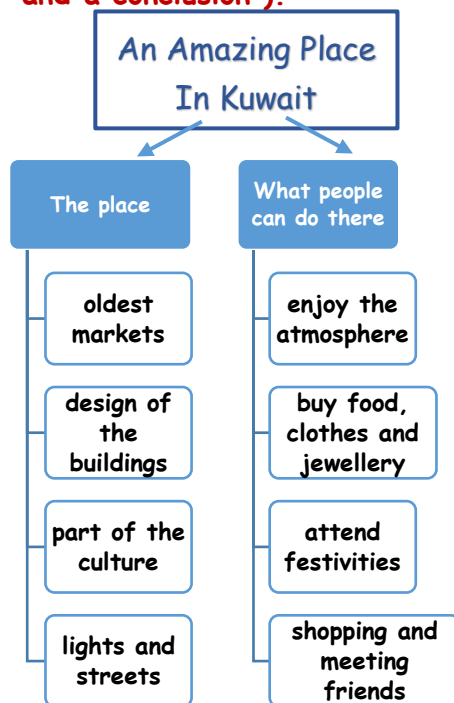 and a conclusion ).
An Amazing Place
In Kuwait
The place
oldest
markets
design of
the
buildings
part of the
culture
lights and
streets
What people
can do there
enjoy the
atmosphere
buy food,
clothes and
jewellery
attend
festivities
shopping and
meeting
friends